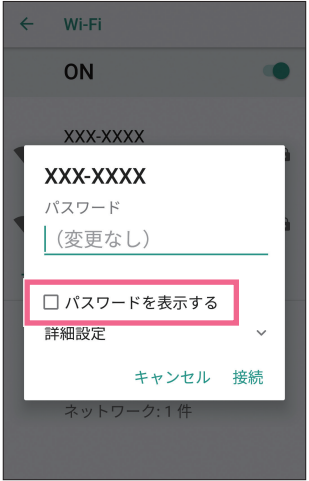 ← Wi-Fi
ON
XXX-XXXX
XXX-XXXX
パスワード
（変更なし）
パスワードを表示する
詳細設定
キャンセル 接続
ネットワーク: 1 件